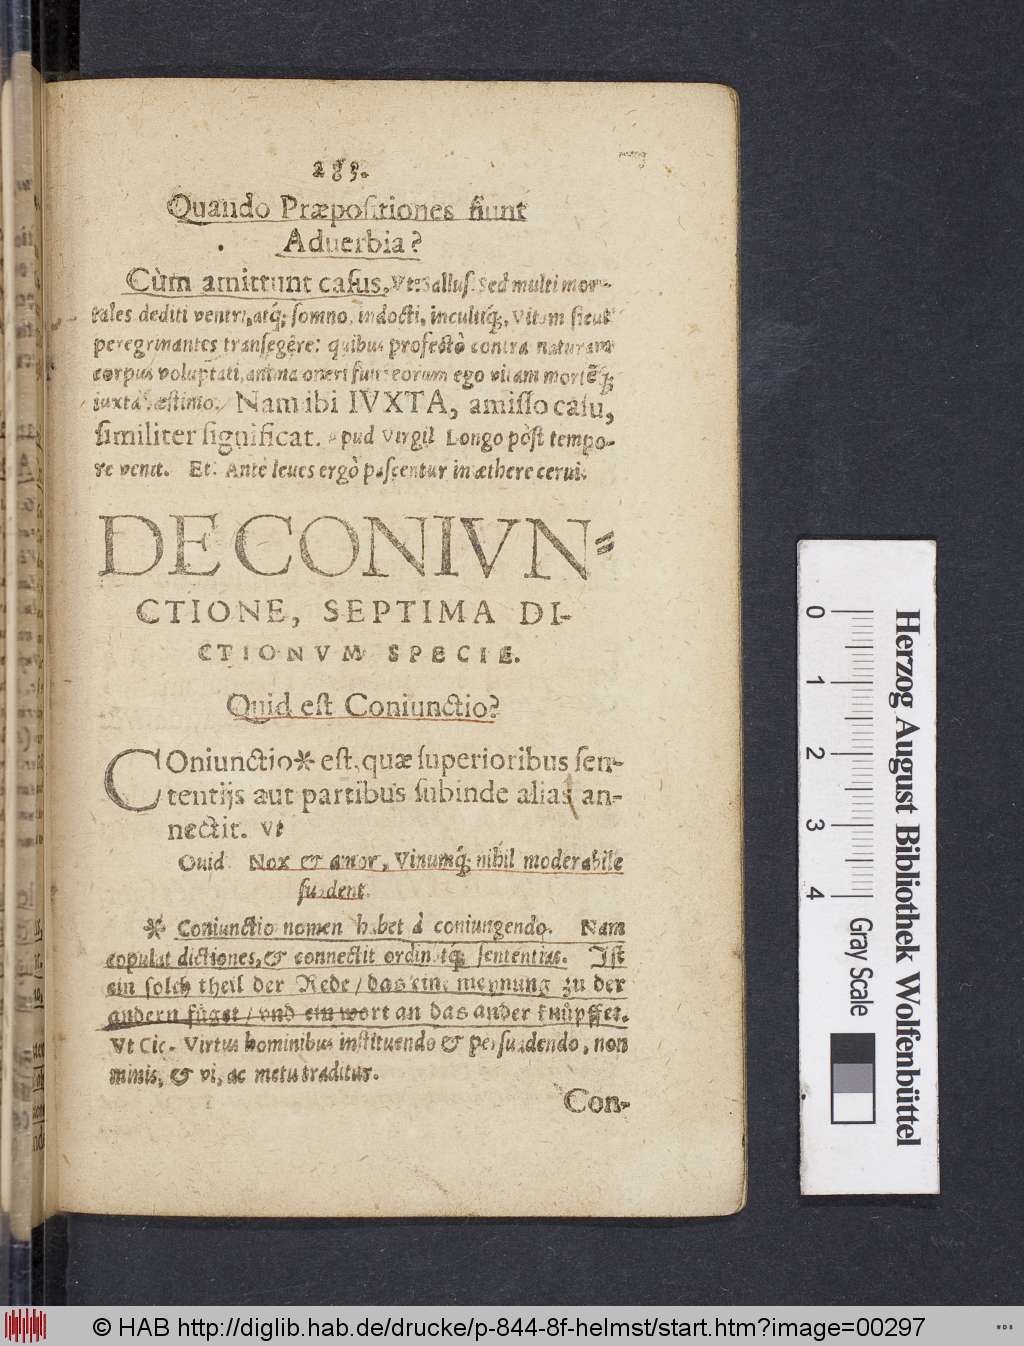 283.
Quando Præpositiones fiunt
Aduerbia?
Cùm amittunt casus, Vt: Sallust. Sed multi mor-
tales dediti ventri, atq́; somno, indocti, incultiq́;, Vitam sicut
peregrinantes transegêre: quibus profectò contra naturam
corpus voluptati, anima oneri fuit: eorum ego vitam mortẽq́;
iuxta æstimo. Nam ibi IVXTA, amisso casu,
similiter significat. Apud Virgil Longo pòst tempo-
re venit. Et: Antè leues ergò pascentur in æthere cerui.
DE CONIVN-
CTIONE, SEPTIMA DI-
CTIONVM SPECIE.
Quid est Coniunctio?
COniunctio* est, quæ superioribus sen-
tentijs aut partibus subinde alias an-
nectit. Vt
Ouid Nox & amor, Vinumq́; nihil moderabile
suadent.
* Coniunctio nomen habet à coniungendo. Nam
copulat dictiones, & connectit ordinatq́; sententias. Ist
ein solch theil der Rede / das eine meynung zu der
andern füget / vnd ein wort an das ander knüpffet.
Vt Cic. Virtus hominibus instituendo & persuadendo, non
minis, & vi, ac metu traditur.
Con-
0 1 2 3 4
Herzog August Bibliothek Wolfenbüttel
Gray Scale
© HAB http://diglib.hab.de/drucke/p-844-8f-helmst/start.htm?image=00297